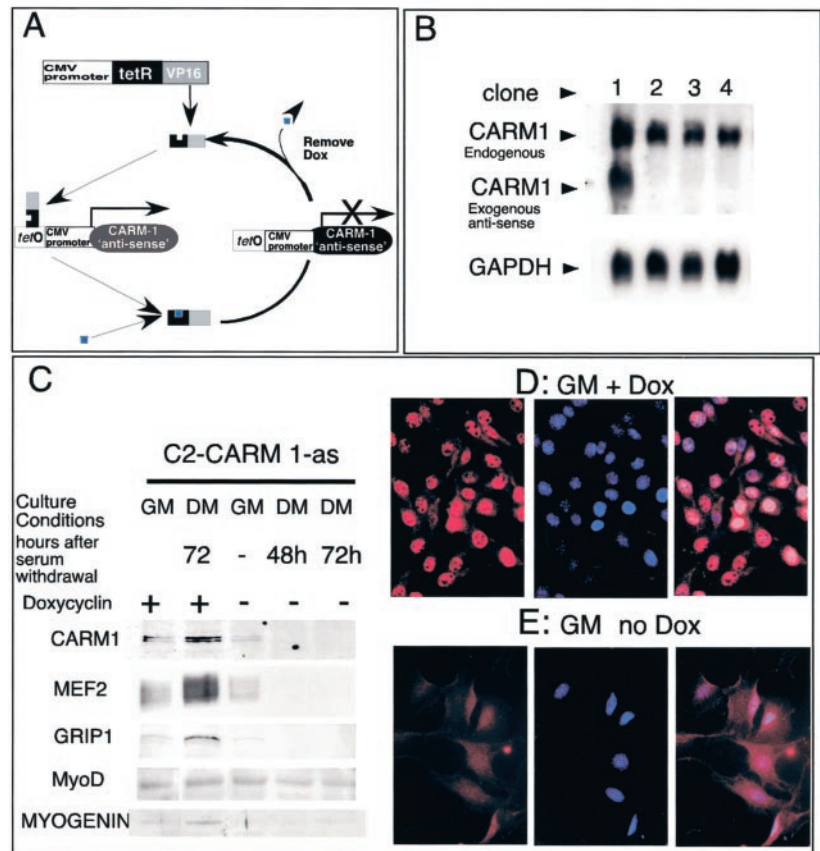 A
CMV promoter tetR VP16
Remove Dox
tetO CMV promoter CARM-1 'anti-sense'
tetO CMV promoter X CARM-1 'anti-sense'
B
clone 1 2 3 4
CARM1
Endogenous
CARM1
Exogenous
anti-sense
GAPDH
C
C2-CARM 1-as
Culture Conditions GM DM GM DM DM
hours after serum withdrawal 72 - 48h 72h
Doxycyclin + + - - -
CARM1
MEF2
GRIP1
MyoD
MYOGENIN
D: GM + Dox
E: GM no Dox